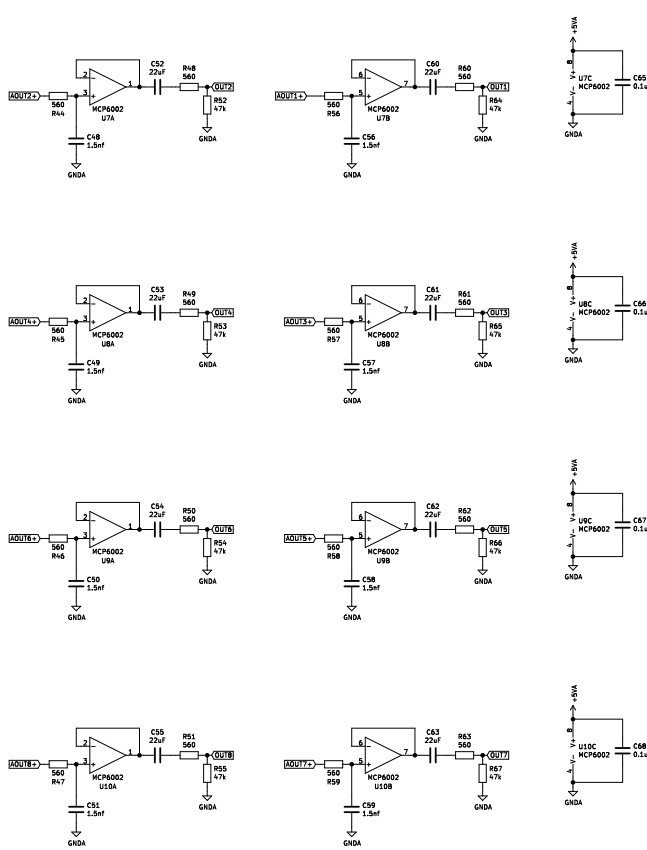 C52
22uF
R48
560
AOUT2+
560
R44
2
3
1
MCP6002
U7A
OUT2
R52
47k
GNDA
C48
1.5nf
GNDA
C60
22uF
R60
560
AOUT1+
560
R56
6
5
7
MCP6002
U7B
OUT1
R64
47k
GNDA
C56
1.5nf
GNDA
+5VA
8
V+
U7C
MCP6002
V-
4
GNDA
C65
0.1u
C53
22uF
R49
560
AOUT4+
560
R45
2
3
1
MCP6002
U8A
OUT4
R53
47k
GNDA
C49
1.5nf
GNDA
C61
22uF
R61
560
AOUT3+
560
R57
6
5
7
MCP6002
U8B
OUT3
R65
47k
GNDA
C57
1.5nf
GNDA
+5VA
8
V+
U8C
MCP6002
V-
4
GNDA
C66
0.1u
C54
22uF
R50
560
AOUT6+
560
R46
2
3
1
MCP6002
U9A
OUT6
R54
47k
GNDA
C50
1.5nf
GNDA
C62
22uF
R62
560
AOUT5+
560
R58
6
5
7
MCP6002
U9B
OUT5
R66
47k
GNDA
C58
1.5nf
GNDA
+5VA
8
V+
U9C
MCP6002
V-
4
GNDA
C67
0.1u
C55
22uF
R51
560
AOUT8+
560
R47
2
3
1
MCP6002
U10A
OUT8
R55
47k
GNDA
C51
1.5nf
GNDA
C63
22uF
R63
560
AOUT7+
560
R59
6
5
7
MCP6002
U10B
OUT7
R67
47k
GNDA
C59
1.5nf
GNDA
+5VA
8
V+
U10C
MCP6002
V-
4
GNDA
C68
0.1u